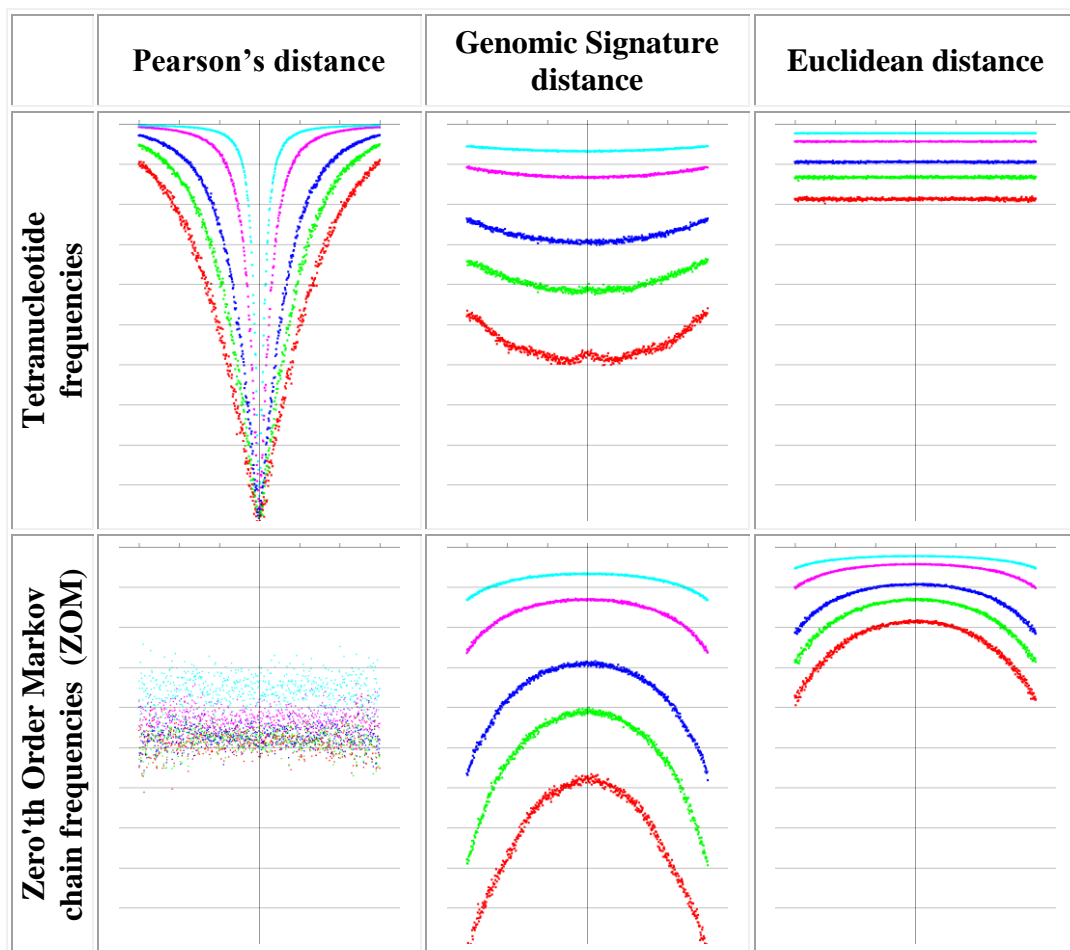 Pearson’s distance
Genomic Signature
distance
Euclidean distance
Tetranucleotide
frequencies
Zero'th Order Markov
chain frequencies (ZOM)